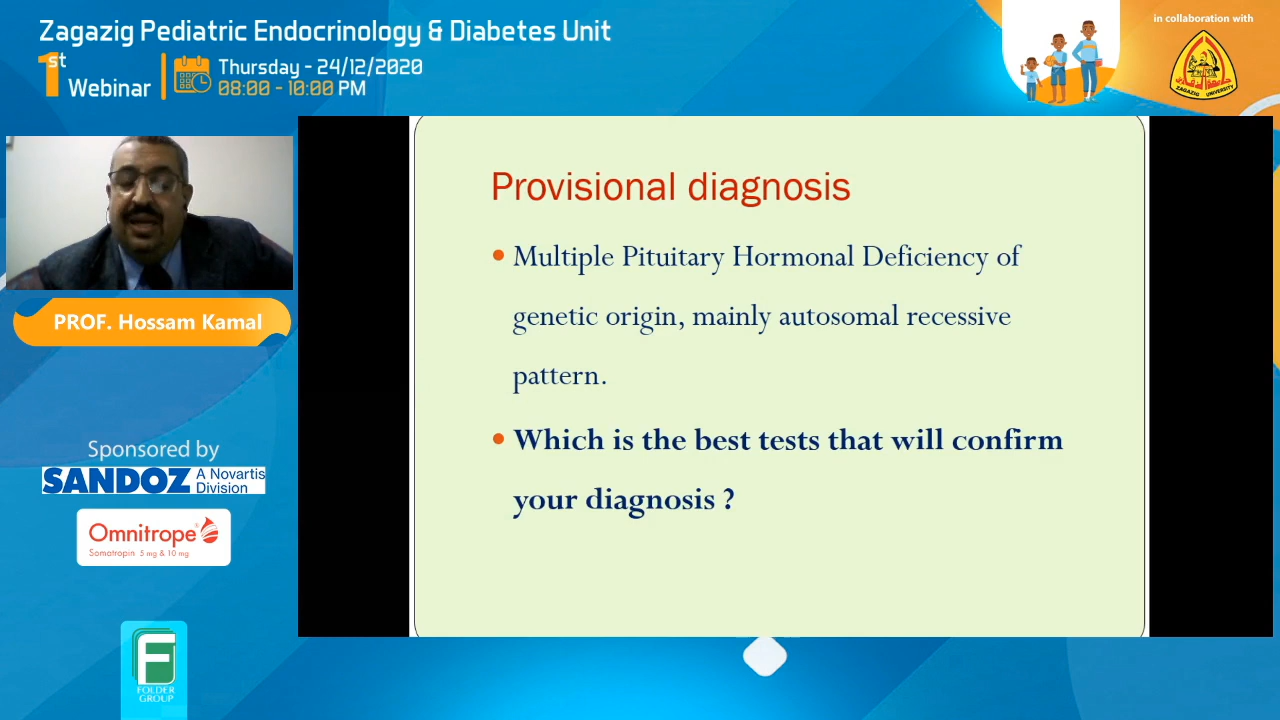 Zagazig Pediatric Endocrinology & Diabetes Unit
1st Webinar
Thursday - 24/12/2020
08:00 - 10:00 PM
in collaboration with
ZAGAZIG UNIVERSITY
PROF. Hossam Kamal
Sponsored by
SANDOZ A Novartis
Division
Omnitrope®
Somatropin 5 mg & 10 mg
F
FOLDER
GROUP
Provisional diagnosis
• Multiple Pituitary Hormonal Deficiency of
genetic origin, mainly autosomal recessive
pattern.
• Which is the best tests that will confirm
your diagnosis ?